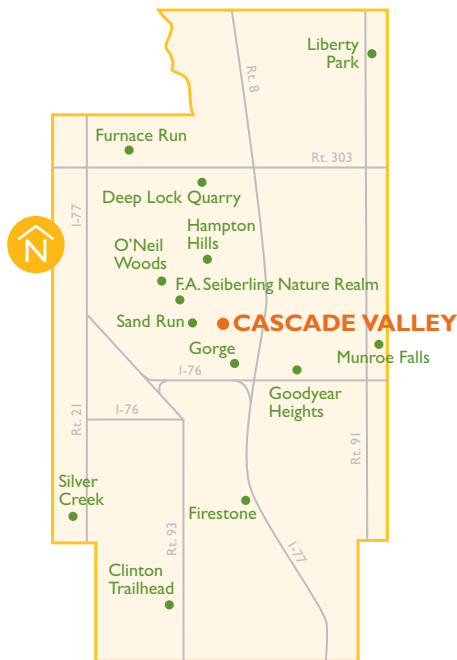 Liberty
Park
Rt. 8
Furnace Run
Rt. 303
Deep Lock Quarry
I-77
Hampton
Hills
N
O'Neil
Woods
F.A. Seiberling Nature Realm
Sand Run
CASCADE VALLEY
Gorge
Munroe Falls
I-76
Goodyear
Heights
I-76
Rt. 21
Rt. 91
Silver
Creek
Firestone
Rt. 93
I-77
Clinton
Trailhead